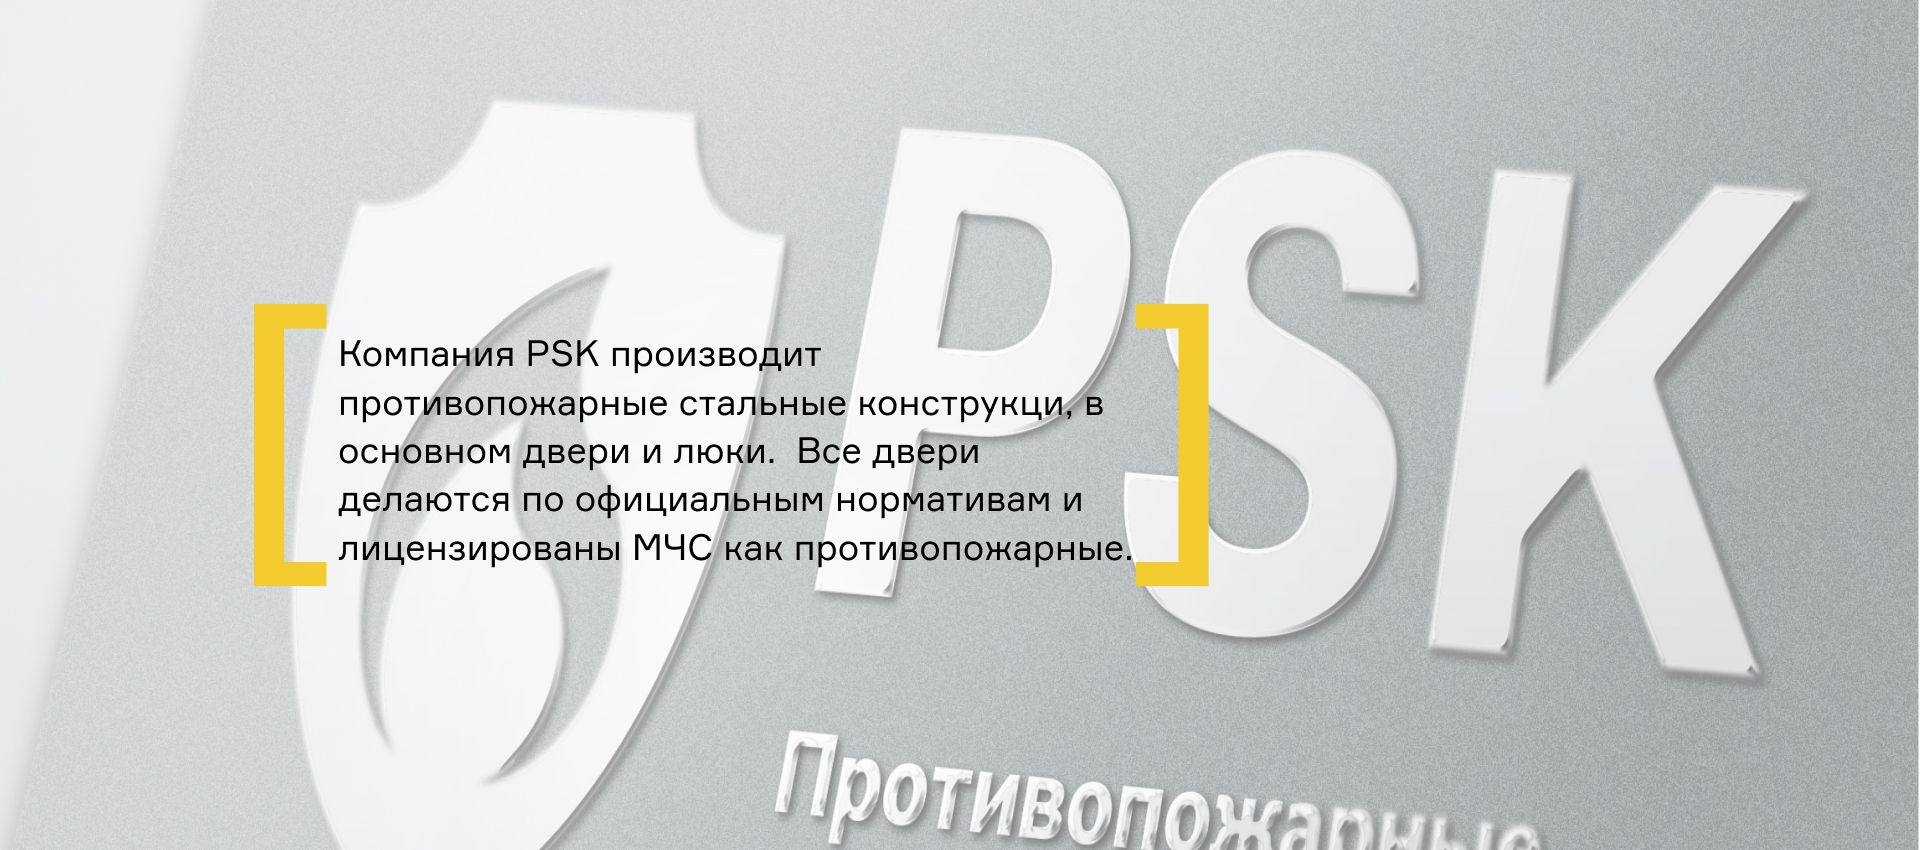 PSK
Компания PSK производит
противопожарные стальные конструкци, в
основном двери и люки.  Все двери
делаются по официальным нормативам и
лицензированы МЧС как противопожарные.
Противопожарные